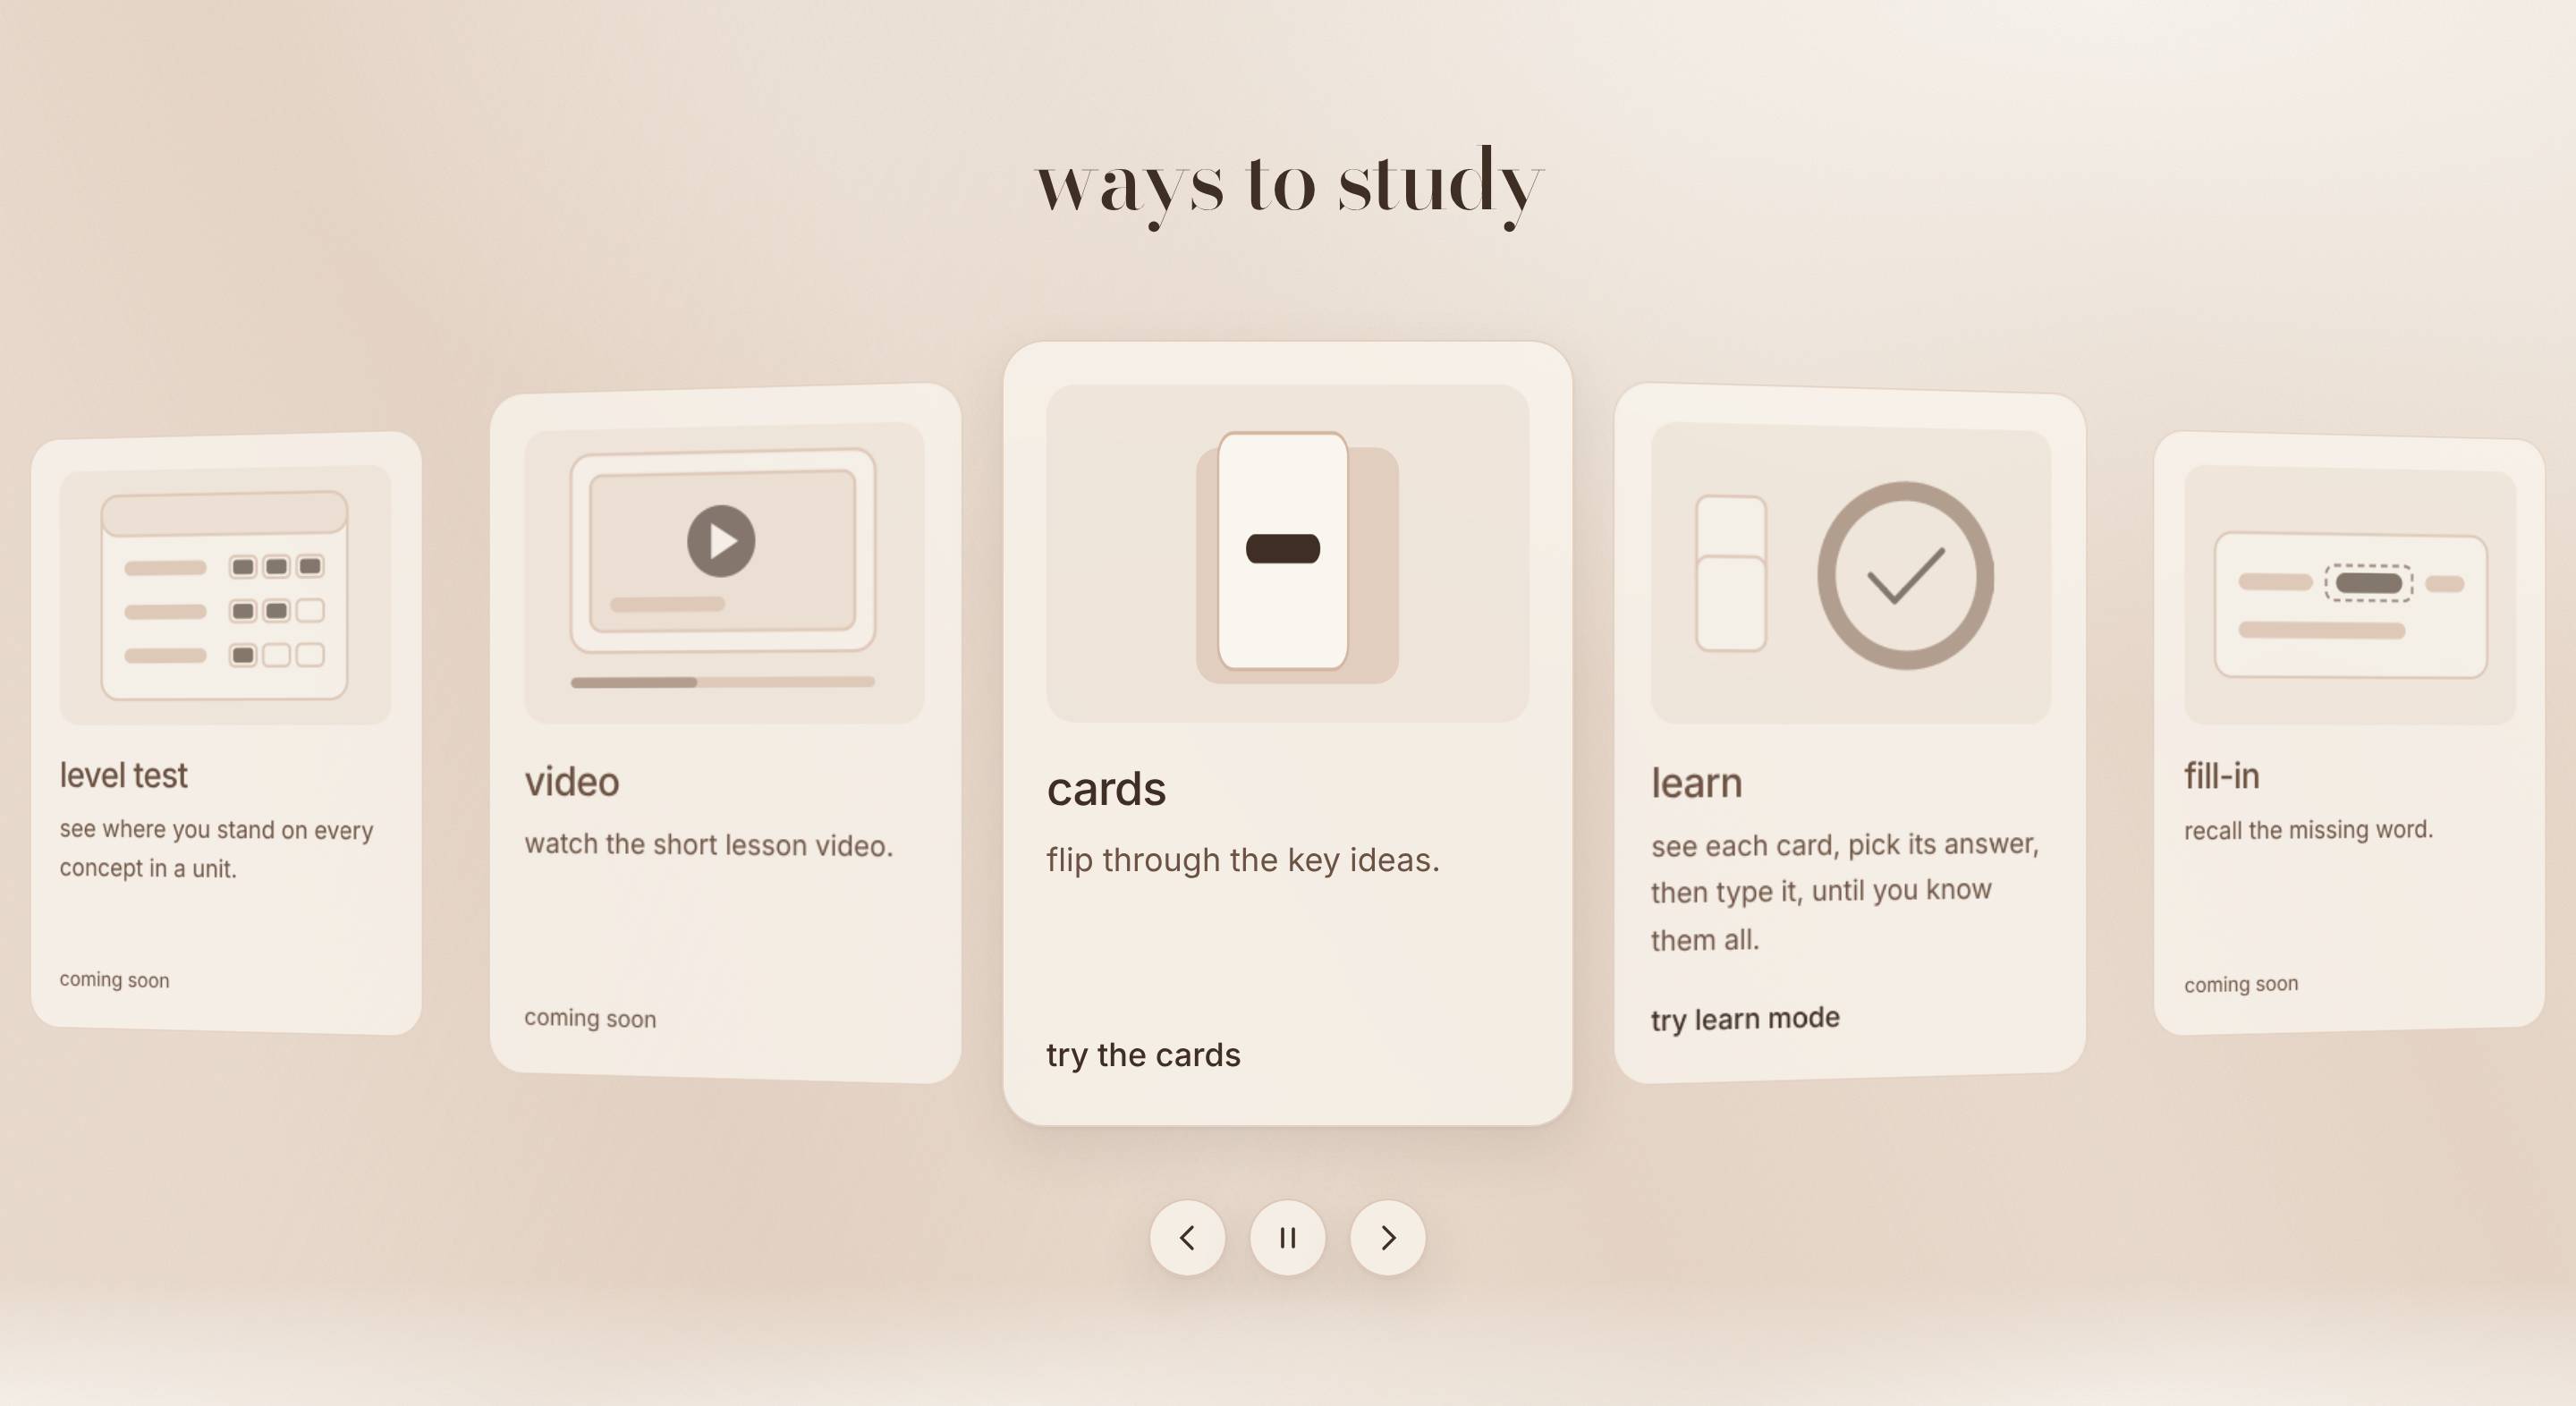 ways to study
level test
see where you stand on every
concept in a unit.
coming soon
video
watch the short lesson video.
coming soon
cards
flip through the key ideas.
try the cards
learn
see each card, pick its answer,
then type it, until you know
them all.
try learn mode
fill-in
recall the missing word.
coming soon